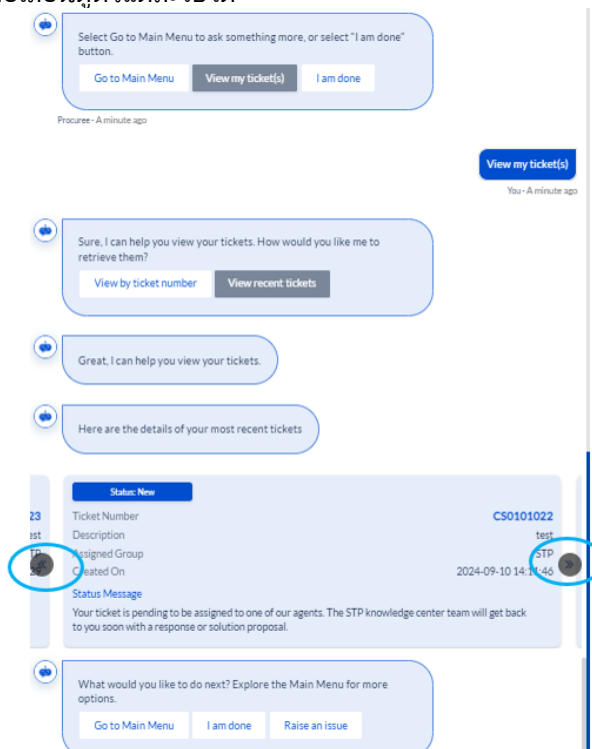 Select Go to Main Menu to ask something more, or select "I am done"
button.
Go to Main Menu View my ticket(s) I am done
Procuree - A minute ago
View my ticket(s)
You - A minute ago
Sure, I can help you view your tickets. How would you like me to
retrieve them?
View by ticket number View recent tickets
Great, I can help you view your tickets.
Here are the details of your most recent tickets
Status: New
23 Ticket Number CS0101022
est Description test
TP Assigned Group STP
29 Created On 2024-09-10 14:11:46
Status Message
Your ticket is pending to be assigned to one of our agents. The STP knowledge center team will get back
to you soon with a response or solution proposal.
What would you like to do next? Explore the Main Menu for more
options.
Go to Main Menu I am done Raise an issue